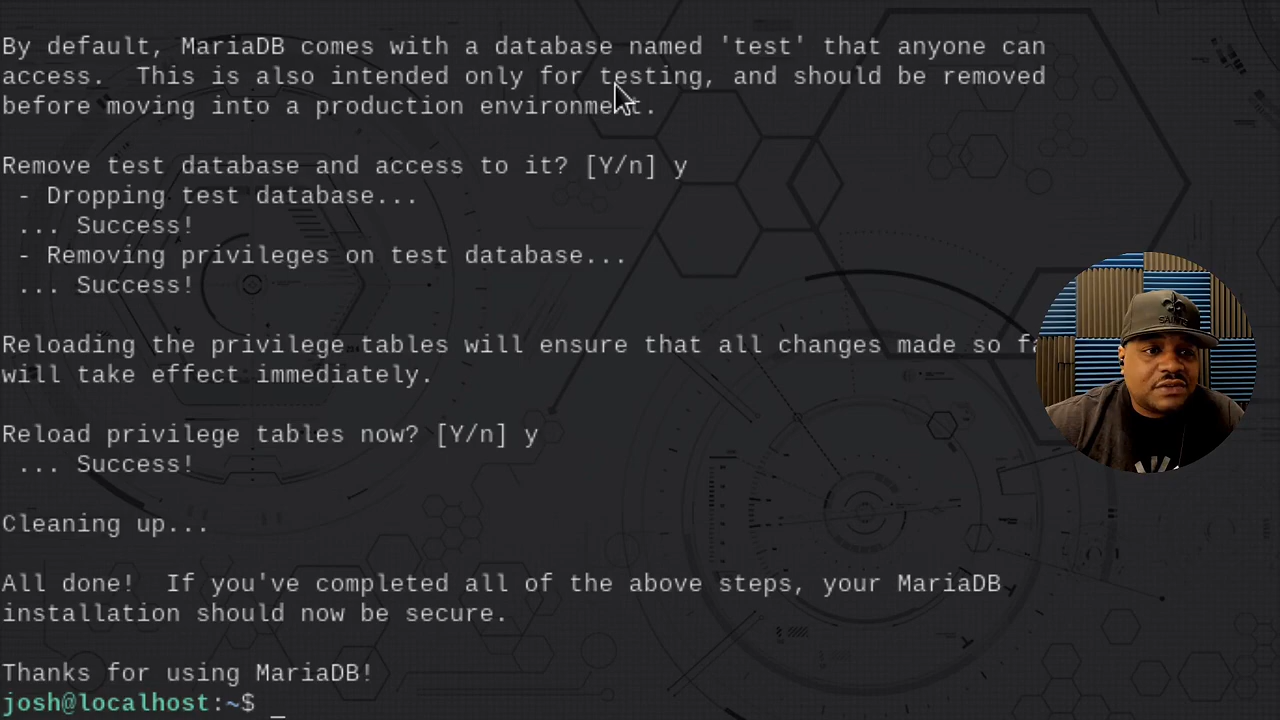 By default, MariaDB comes with a database named 'test' that anyone can
access.  This is also intended only for testing, and should be removed
before moving into a production environment.
Remove test database and access to it? [Y/n] y
 - Dropping test database...
 ... Success!
 - Removing privileges on test database...
 ... Success!
Reloading the privilege tables will ensure that all changes made so
will take effect immediately.
Reload privilege tables now? [Y/n] y
 ... Success!
Cleaning up...
All done!  If you've completed all of the above steps, your MariaDB
installation should now be secure.
Thanks for using MariaDB!
josh@localhost:~$ _